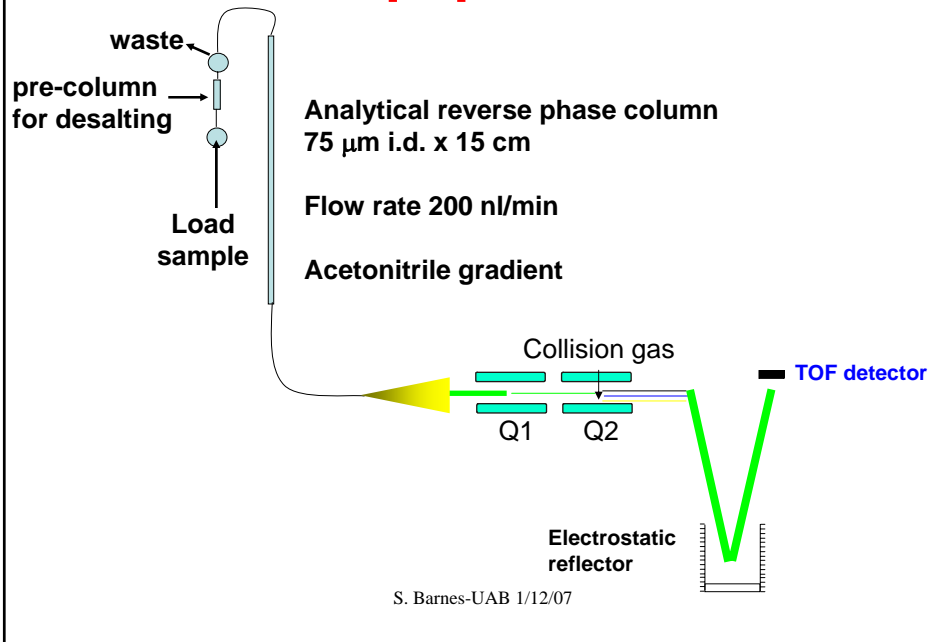 waste
pre-column
for desalting
Load
sample
Analytical reverse phase column
75 μm i.d. x 15 cm
Flow rate 200 nl/min
Acetonitrile gradient
Collision gas
TOF detector
Q1 Q2
Electrostatic
reflector
S. Barnes-UAB 1/12/07